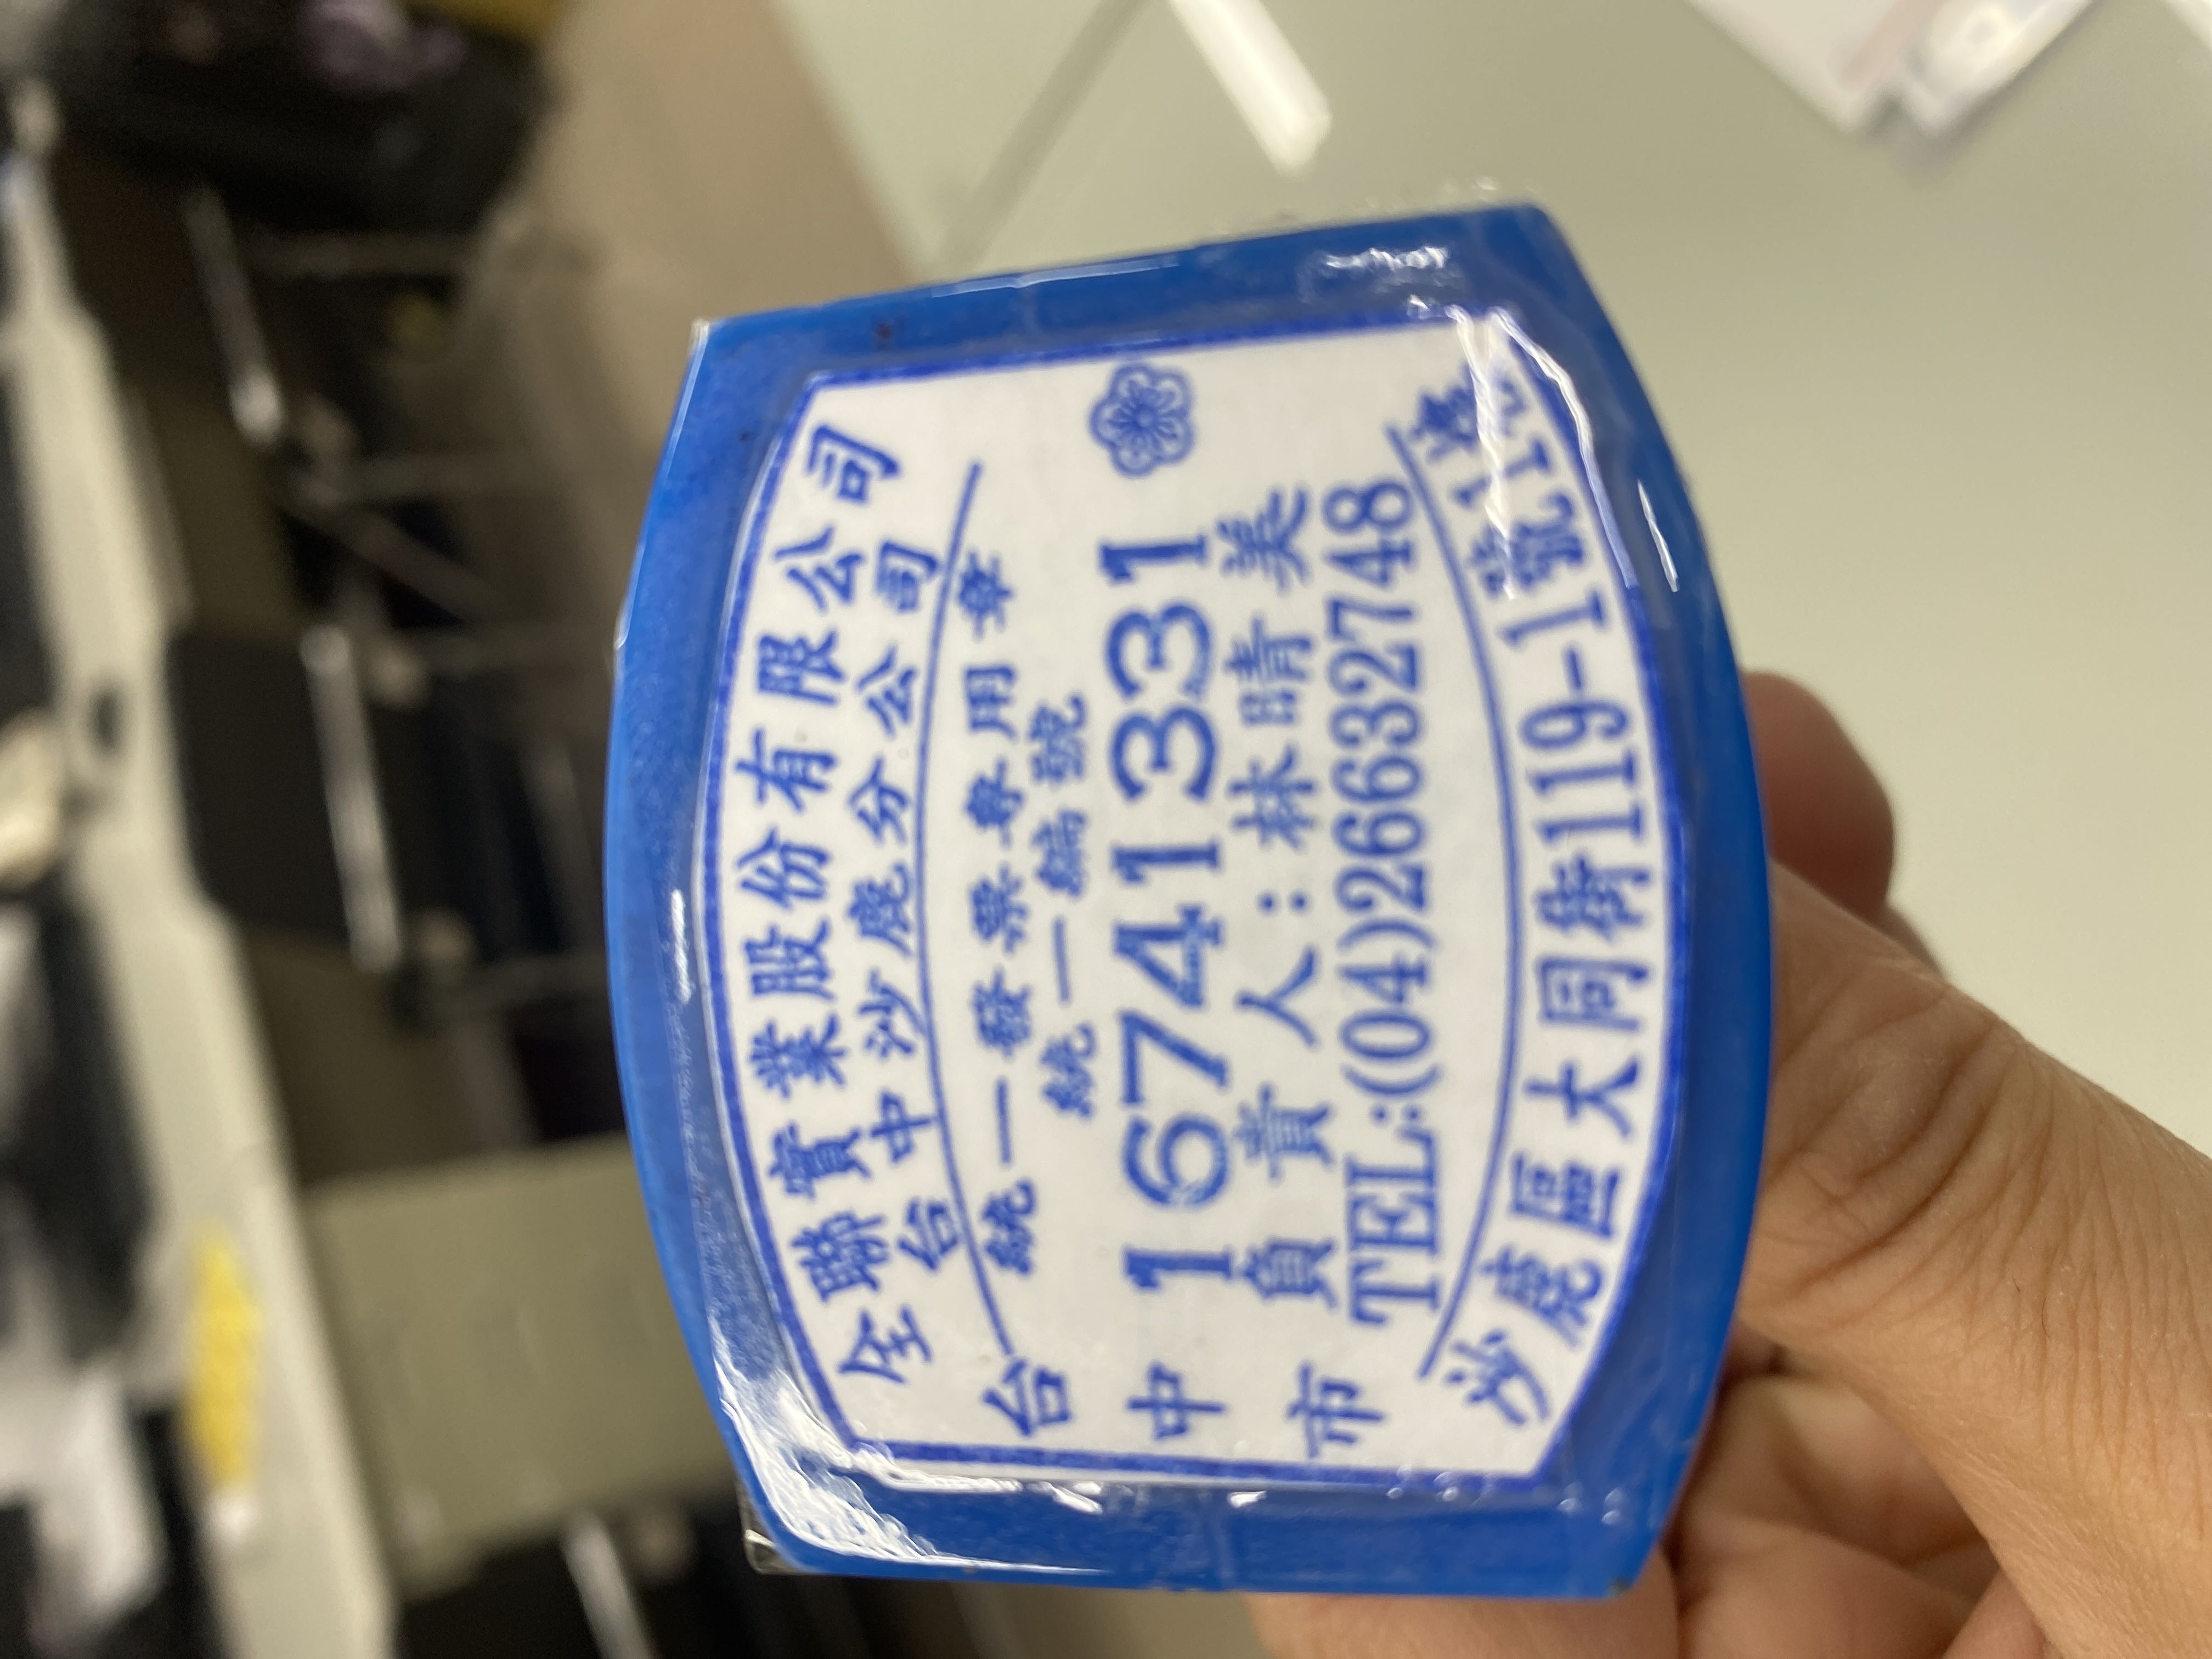 全聯實業股份有限公司
台中沙鹿分公司
統一發票專用章
統一編號
16741331
負責人：林晴美
TEL:(04)26632748
台中市
沙鹿區大同街119-1號1樓